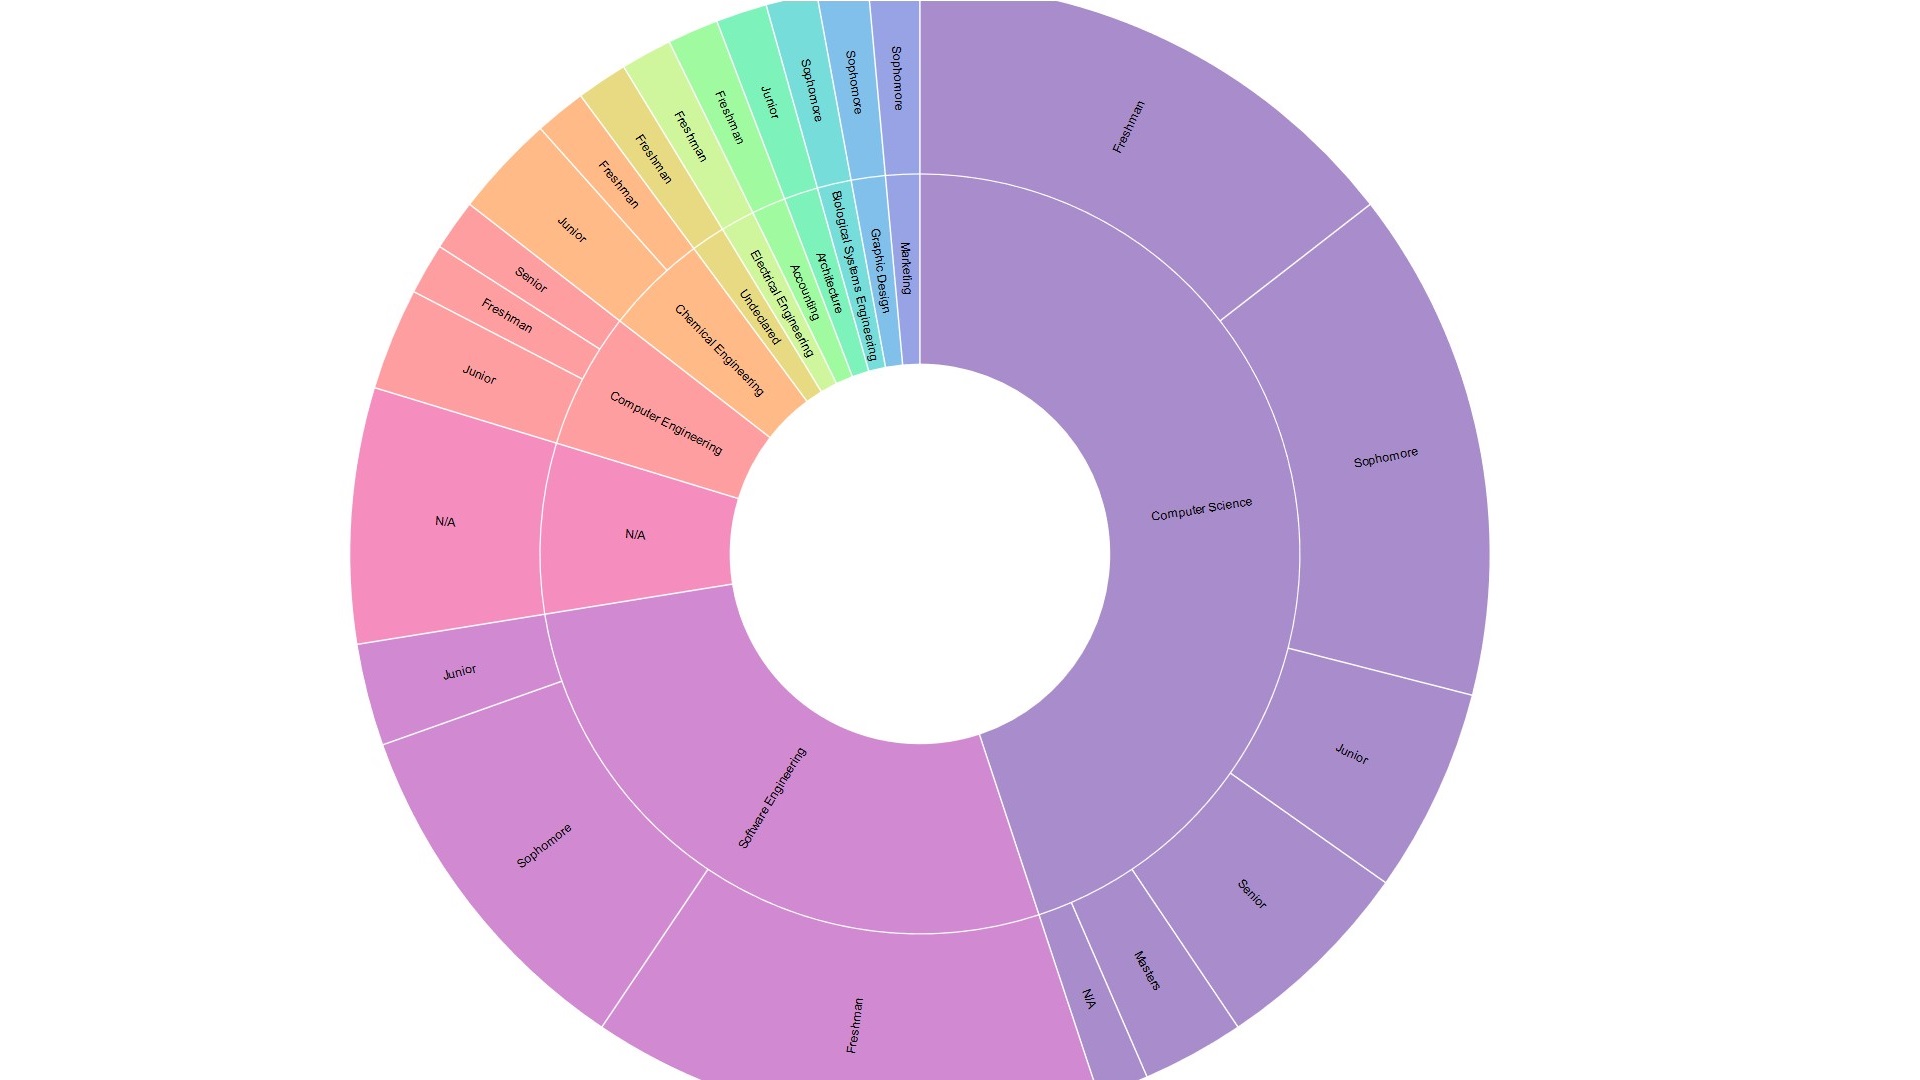 Freshman
Sophomore
Junior
Senior
Masters
N/A
Computer Science
Freshman
Sophomore
Junior
Software Engineering
N/A
N/A
Junior
Freshman
Senior
Computer Engineering
Junior
Freshman
Chemical Engineering
Freshman
Undeclared
Freshman
Electrical Engineering
Freshman
Accounting
Junior
Architecture
Sophomore
Biological Systems Engineering
Sophomore
Graphic Design
Sophomore
Marketing